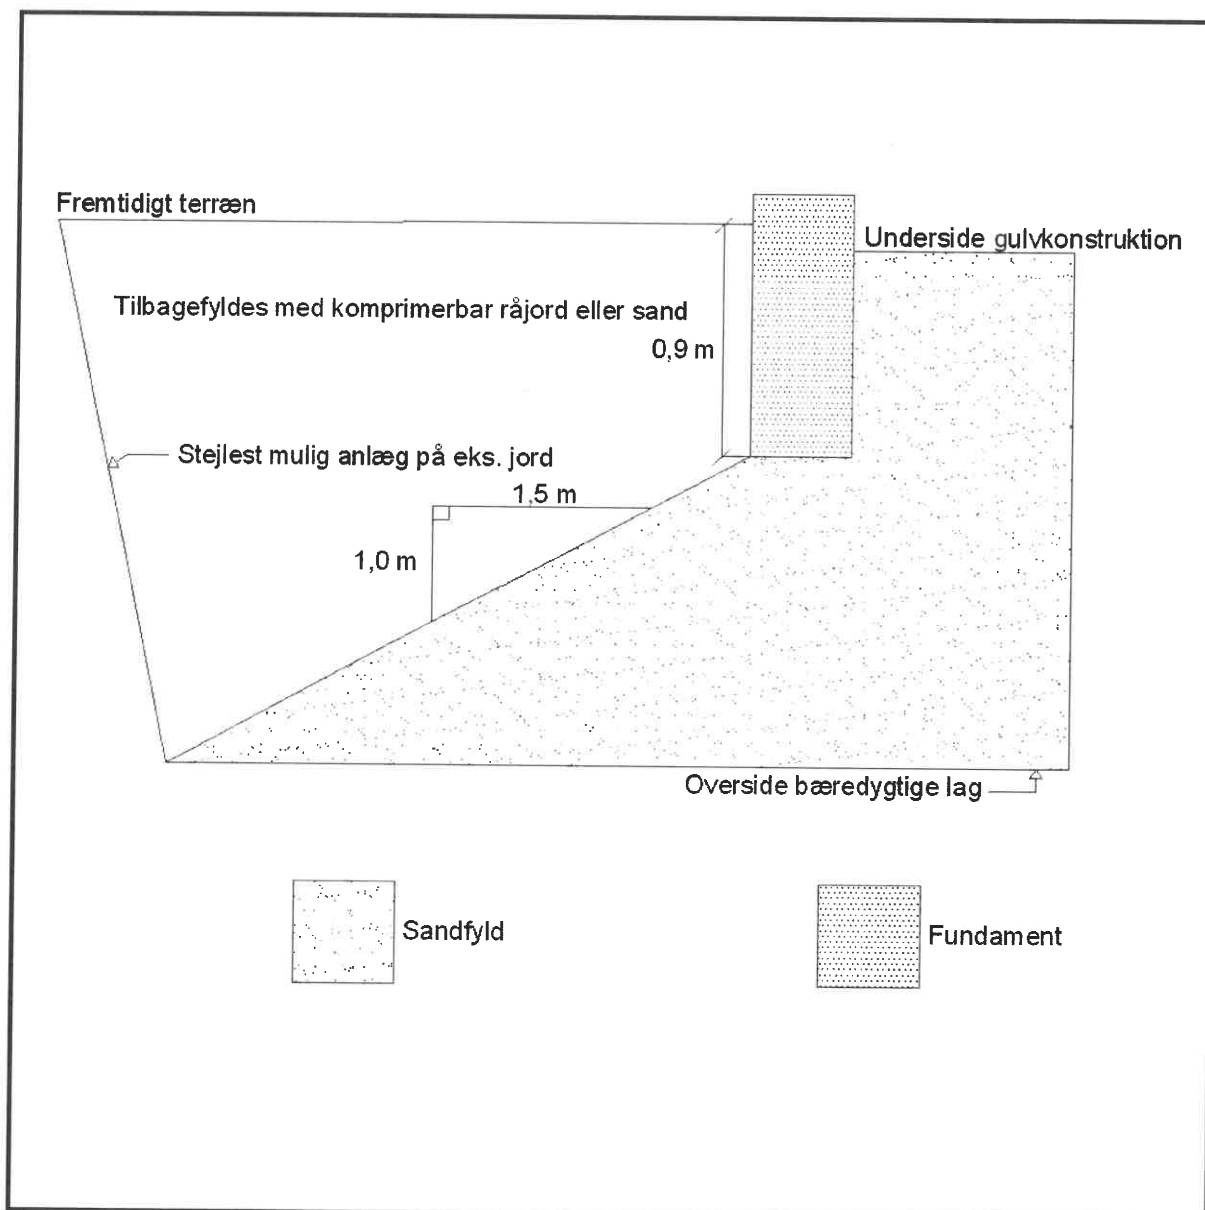 Fremtidigt terræn
Underside gulvkonstruktion
Tilbagefyldes med komprimerbar råjord eller sand
0,9 m
Stejlest mulig anlæg på eks. jord
1,5 m
1,0 m
Overside bæredygtige lag
Sandfyld
Fundament